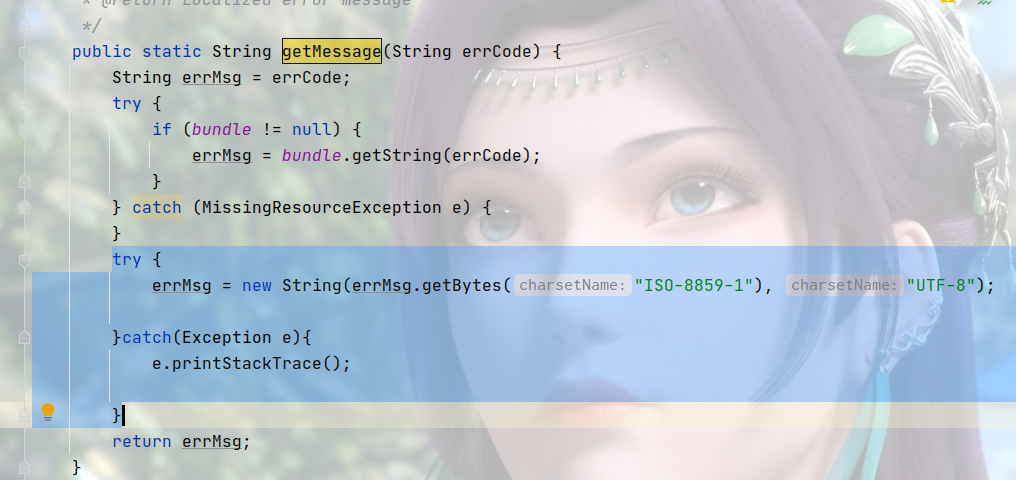 * @return Localized error message
*/
public static String getMessage(String errCode) {
String errMsg = errCode;
try {
if (bundle != null) {
errMsg = bundle.getString(errCode);
}
} catch (MissingResourceException e) {
}
try {
errMsg = new String(errMsg.getBytes( charsetName: "ISO-8859-1"), charsetName: "UTF-8");
}catch(Exception e){
e.printStackTrace();
}
return errMsg;
}